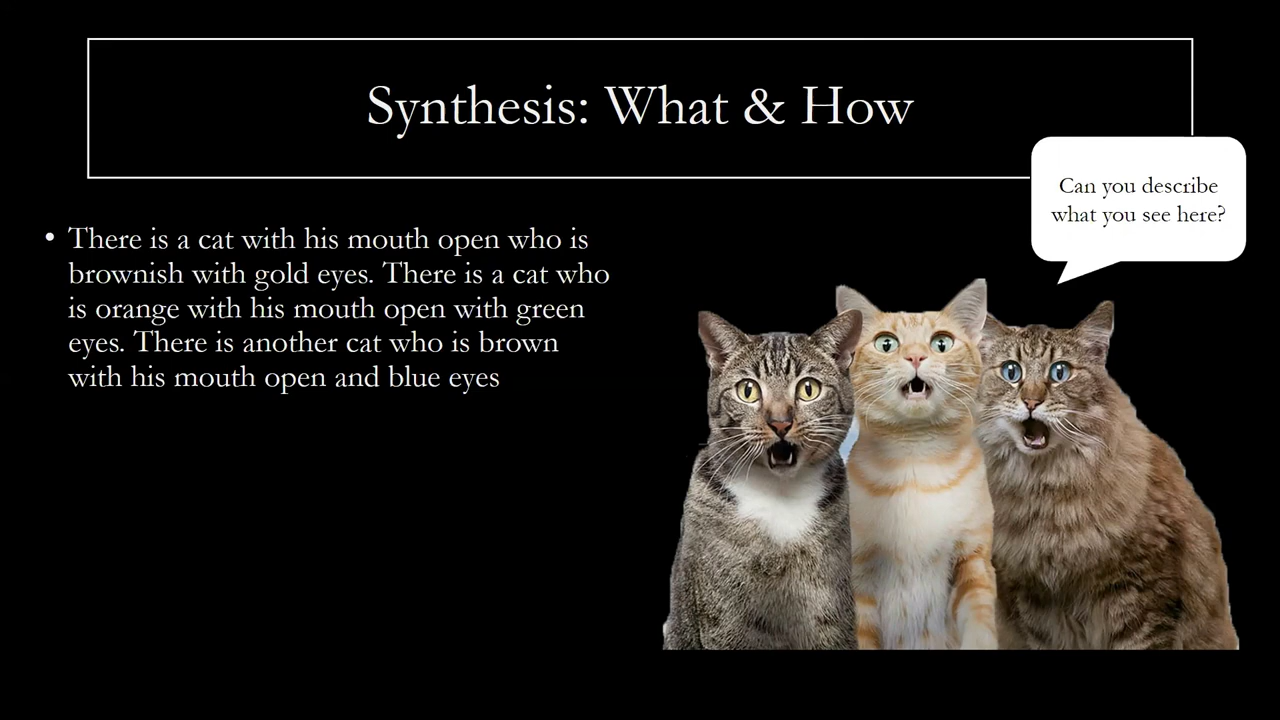 Synthesis: What & How
Can you describe
what you see here?
• There is a cat with his mouth open who is
brownish with gold eyes. There is a cat who
is orange with his mouth open with green
eyes. There is another cat who is brown
with his mouth open and blue eyes